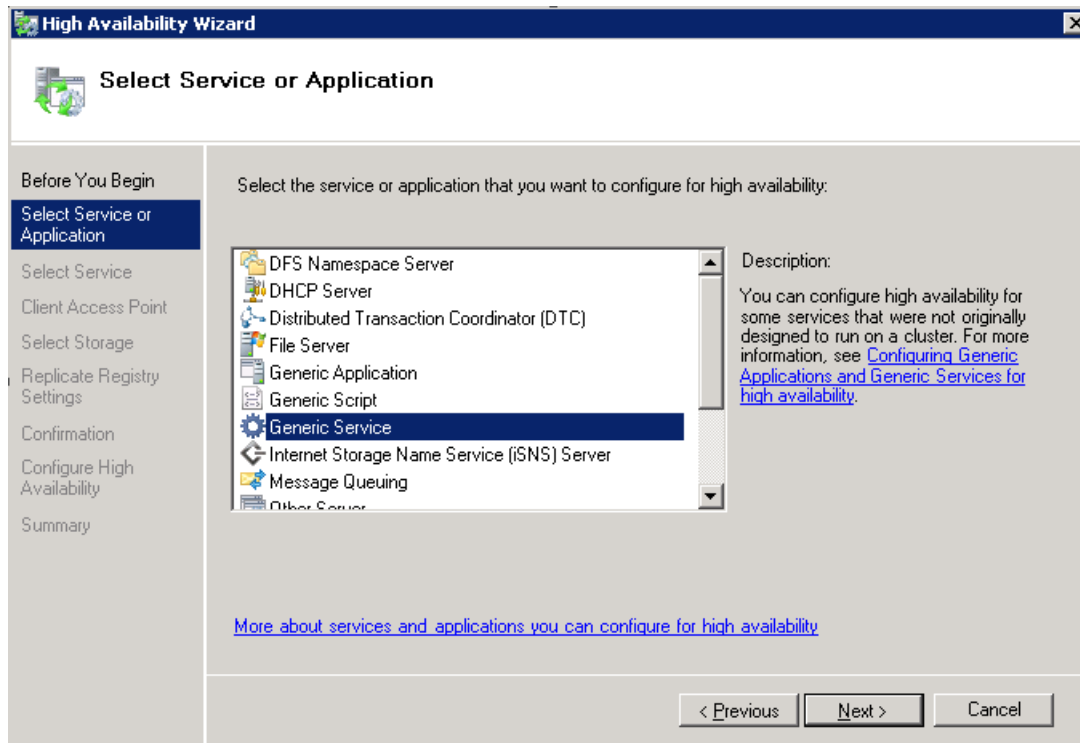 High Availability Wizard
Select Service or Application
Before You Begin
Select Service or
Application
Select Service
Client Access Point
Select Storage
Replicate Registry
Settings
Confirmation
Configure High
Availability
Summary
Select the service or application that you want to configure for high availability:
DFS Namespace Server
DHCP Server
Distributed Transaction Coordinator (DTC)
File Server
Generic Application
Generic Script
Generic Service
Internet Storage Name Service (iSNS) Server
Message Queuing
Other Server
Description:
You can configure high availability for
some services that were not originally
designed to run on a cluster. For more
information, see Configuring Generic
Applications and Generic Services for
high availability.
More about services and applications you can configure for high availability
< Previous
Next >
Cancel